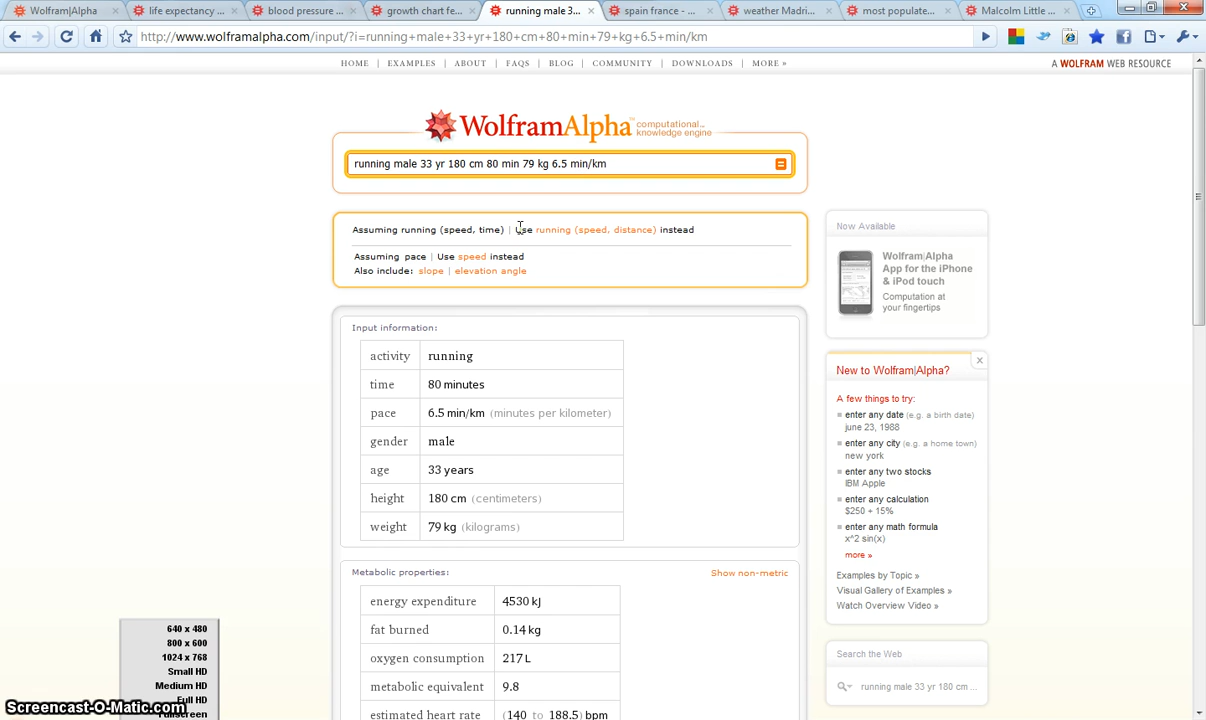 Wolfram|Alpha
life expectancy ...
blood pressure ...
growth chart fe...
running male 3...
spain france - ...
weather Madri...
most populate...
Malcolm Little ...
http://www.wolframalpha.com/input/?i=running+male+33+yr+180+cm+80+min+79+kg+6.5+min/km
HOME | EXAMPLES | ABOUT | FAQS | BLOG | COMMUNITY | DOWNLOADS | MORE »
A WOLFRAM WEB RESOURCE
WolframAlpha™ computational... knowledge engine
running male 33 yr 180 cm 80 min 79 kg 6.5 min/km
Assuming running (speed, time) | Use running (speed, distance) instead
Assuming pace | Use speed instead
Also include: slope | elevation angle
Input information:
activity running
time 80 minutes
pace 6.5 min/km (minutes per kilometer)
gender male
age 33 years
height 180 cm (centimeters)
weight 79 kg (kilograms)
Metabolic properties:
Show non-metric
energy expenditure 4530 kJ
fat burned 0.14 kg
oxygen consumption 217 L
metabolic equivalent 9.8
estimated heart rate (140 to 188.5) bpm
Now Available
Wolfram|Alpha
App for the iPhone
& iPod touch
Computation at
your fingertips
New to Wolfram|Alpha?
A few things to try:
enter any date (e.g. a birth date)
june 23, 1988
enter any city (e.g. a home town)
new york
enter any two stocks
IBM Apple
enter any calculation
$250 + 15%
enter any math formula
x^2 sin(x)
more »
Examples by Topic »
Visual Gallery of Examples »
Watch Overview Video »
Search the Web
running male 33 yr 180 cm ...
640 x 480
800 x 600
1024 x 768
Small HD
Medium HD
Full HD
Fullscreen
Screencast-O-Matic.com